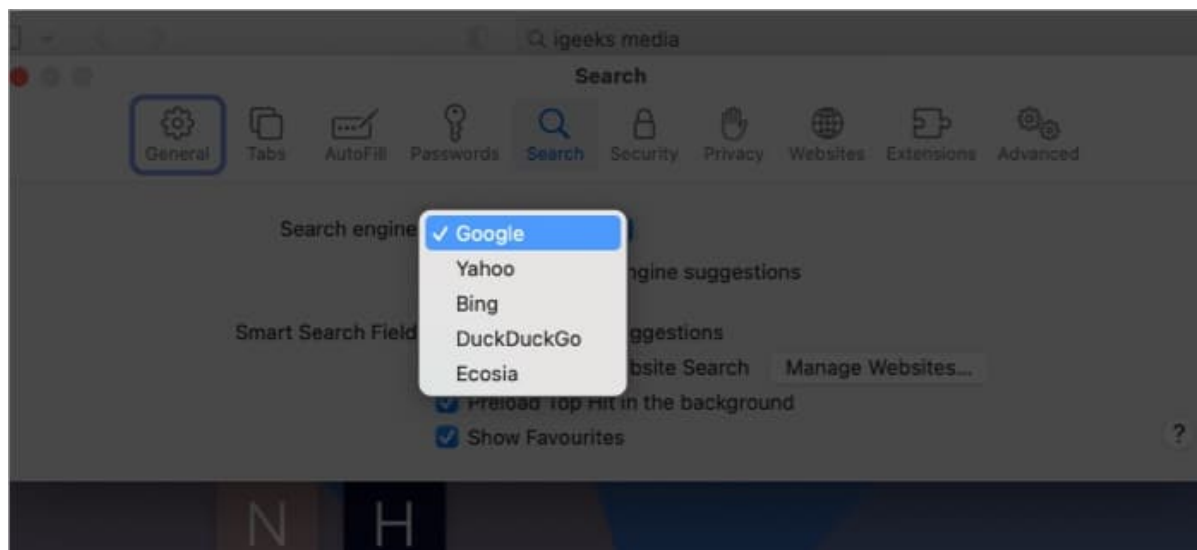 igeeks media
Search
General Tabs AutoFill Passwords Search Security Privacy Websites Extensions Advanced
Search engine
✓ Google
Yahoo
Bing
DuckDuckGo
Ecosia
ngine suggestions
Smart Search Field
ggestions
bsite Search Manage Websites...
Preload Top Hit in the background
Show Favourites
?
N H